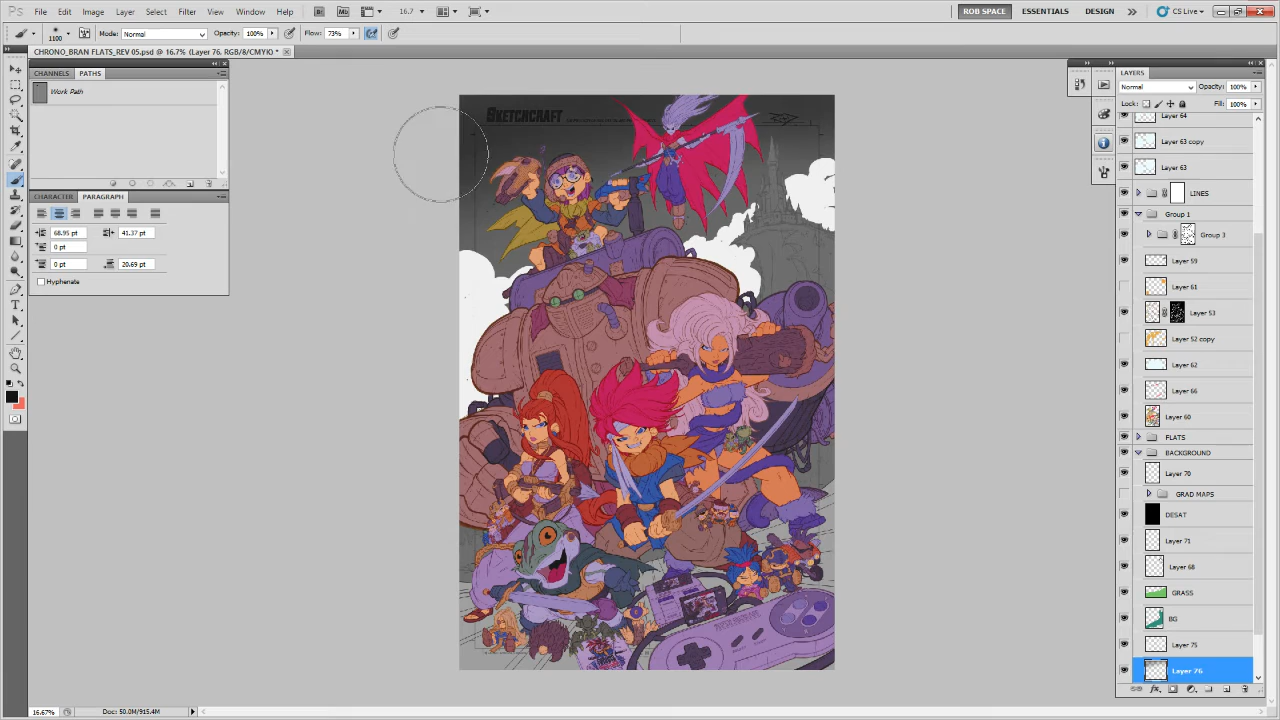 Ps File Edit Image Layer Select Filter View Window Help Br Mb 16.7 ROB SPACE ESSENTIALS DESIGN CS Live
1100 Mode: Normal Opacity: 100% Flow: 73%
CHRONO_BRAN FLATS_REV 05.psd @ 16.7% (Layer 76, RGB/8/CMYK) *
CHANNELS PATHS
Work Path
CHARACTER PARAGRAPH
68.95 pt 41.37 pt
0 pt
0 pt 20.69 pt
Hyphenate
SKETCHCRAFT
LAYERS
Normal Opacity: 100%
Lock: Fill: 100%
Layer 64
Layer 63 copy
Layer 63
LINES
Group 1
Group 3
Layer 59
Layer 61
Layer 53
Layer 52 copy
Layer 62
Layer 66
Layer 60
FLATS
BACKGROUND
Layer 70
GRAD MAPS
DESAT
Layer 71
Layer 68
GRASS
BG
Layer 75
Layer 76
16.67% Doc: 50.0M/915.4M